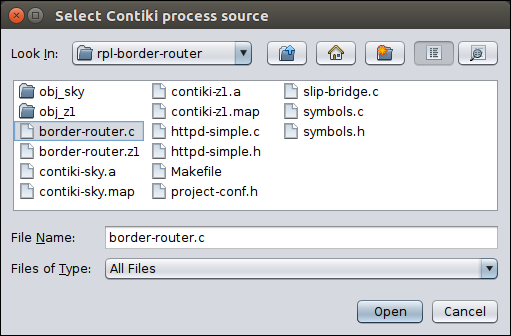 Select Contiki process source
Look In: rpl-border-router
obj_sky
obj_z1
border-router.c
border-router.z1
contiki-sky.a
contiki-sky.map
contiki-z1.a
contiki-z1.map
httpd-simple.c
httpd-simple.h
Makefile
project-conf.h
slip-bridge.c
symbols.c
symbols.h
File Name: border-router.c
Files of Type: All Files
Open Cancel